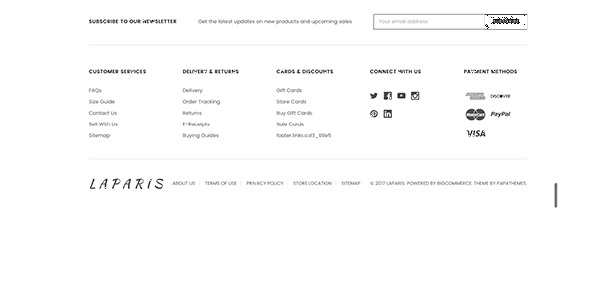 SUBSCRIBE TO OUR NEWSLETTER
Get the latest updates on new products and upcoming sales
Your email address
CUSTOMER SERVICES
FAQs
Size Guide
Contact Us
Sell With Us
Sitemap
DELIVERY & RETURNS
Delivery
Order Tracking
Returns
E-Receipts
Buying Guides
CARDS & DISCOUNTS
Gift Cards
Store Cards
Buy Gift Cards
Sale Cards
footer.links.col3_title5
CONNECT WITH US
PAYMENT METHODS
DISCOVER
MasterCard
PayPal
VISA
LAPARIS
ABOUT US
TERMS OF USE
PRIVACY POLICY
STORE LOCATION
SITEMAP
© 2017 LAPARIS. POWERED BY BIGCOMMERCE. THEME BY PAPATHEMES.